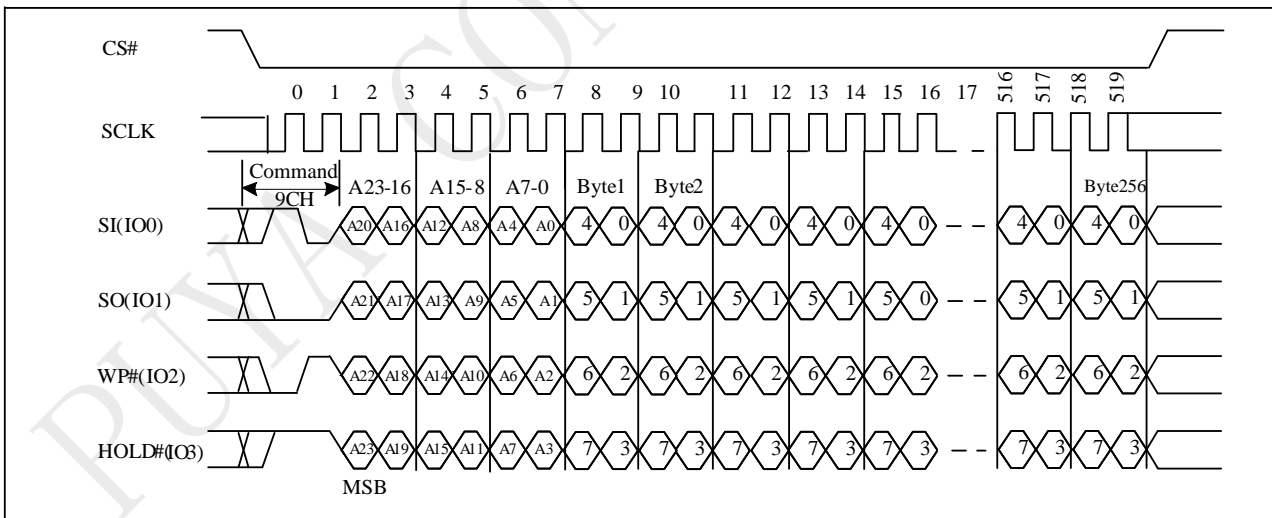 PUYA CON
CS#
0 1 2 3 4 5 6 7 8 9 10 11 12 13 14 15 16 17 516 517 518 519
SCLK
Command
9CH
A23-16 A15-8 A7-0 Byte1 Byte2 Byte256
SI(IO0) A20 A16 A12 A8 A4 A0 4 0 4 0 4 0 4 0 4 0 4 0 4 0
SO(IO1) A21 A17 A13 A9 A5 A1 5 1 5 1 5 1 5 1 5 0 5 1 5 1
WP#(IO2) A22 A18 A14 A10 A6 A2 6 2 6 2 6 2 6 2 6 2 6 2 6 2
HOLD#(IO3) A23 A19 A15 A11 A7 A3 7 3 7 3 7 3 7 3 7 3 7 3 7 3
MSB